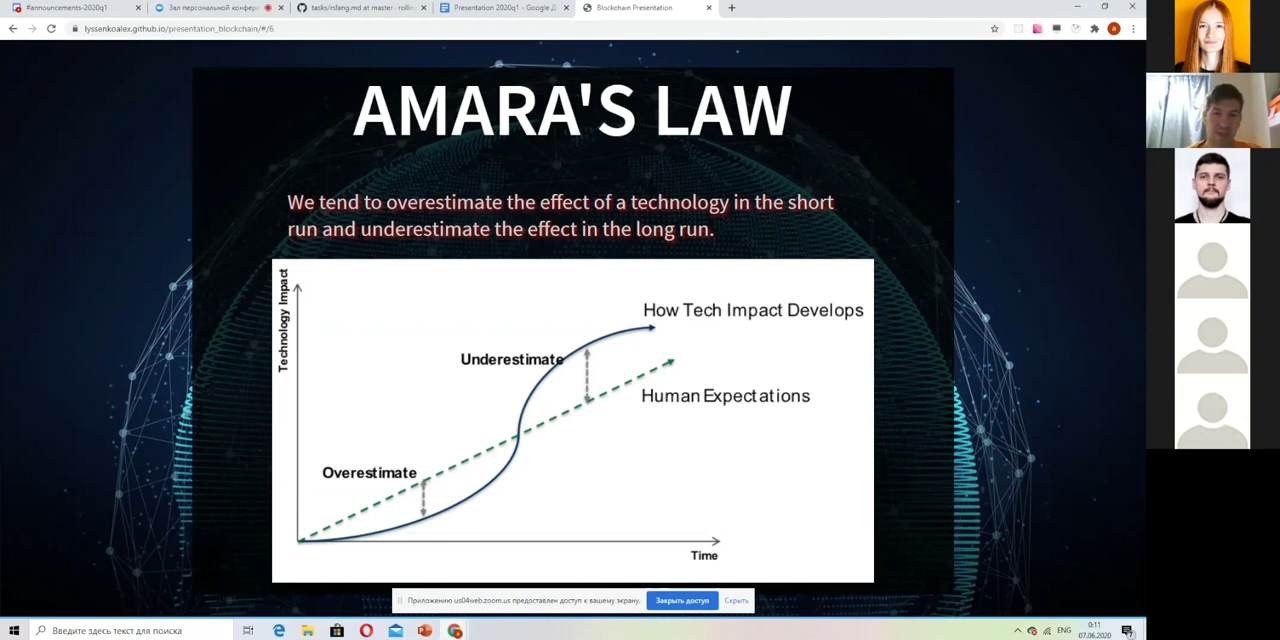 #announcements-2020q1
Зал персональной конфер
tasks/rsfang.md at master · rollin
Presentation 2020q1 - Google Д
Blockchain Presentation
lyssenkoalex.github.io/presentation_blockchain/#/6
AMARA'S LAW
We tend to overestimate the effect of a technology in the short
run and underestimate the effect in the long run.
Technology Impact
How Tech Impact Develops
Underestimate
Human Expectations
Overestimate
Time
Приложению us04web.zoom.us предоставлен доступ к вашему экрану.
Закрыть доступ
Скрыть
Введите здесь текст для поиска
ENG
0:11
07.06.2020